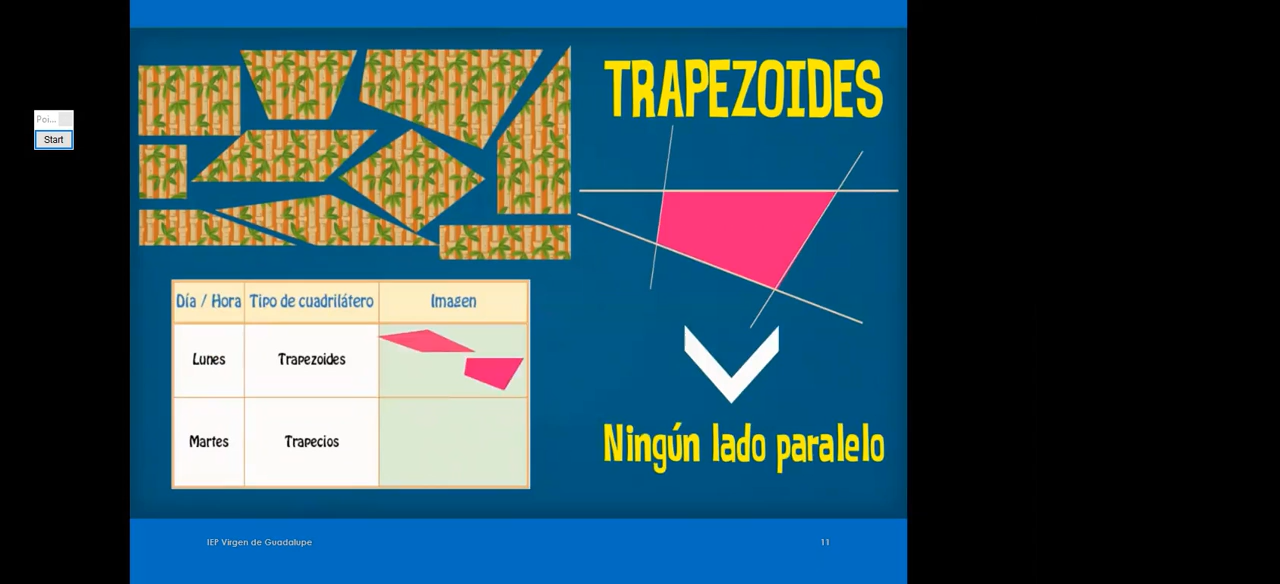 TRAPEZOIDES
Poi...
Start
Día / Hora Tipo de cuadrilátero Imagen
Lunes Trapezoides
Martes Trapecios
Ningún lado paralelo
IEP Virgen de Guadalupe 11